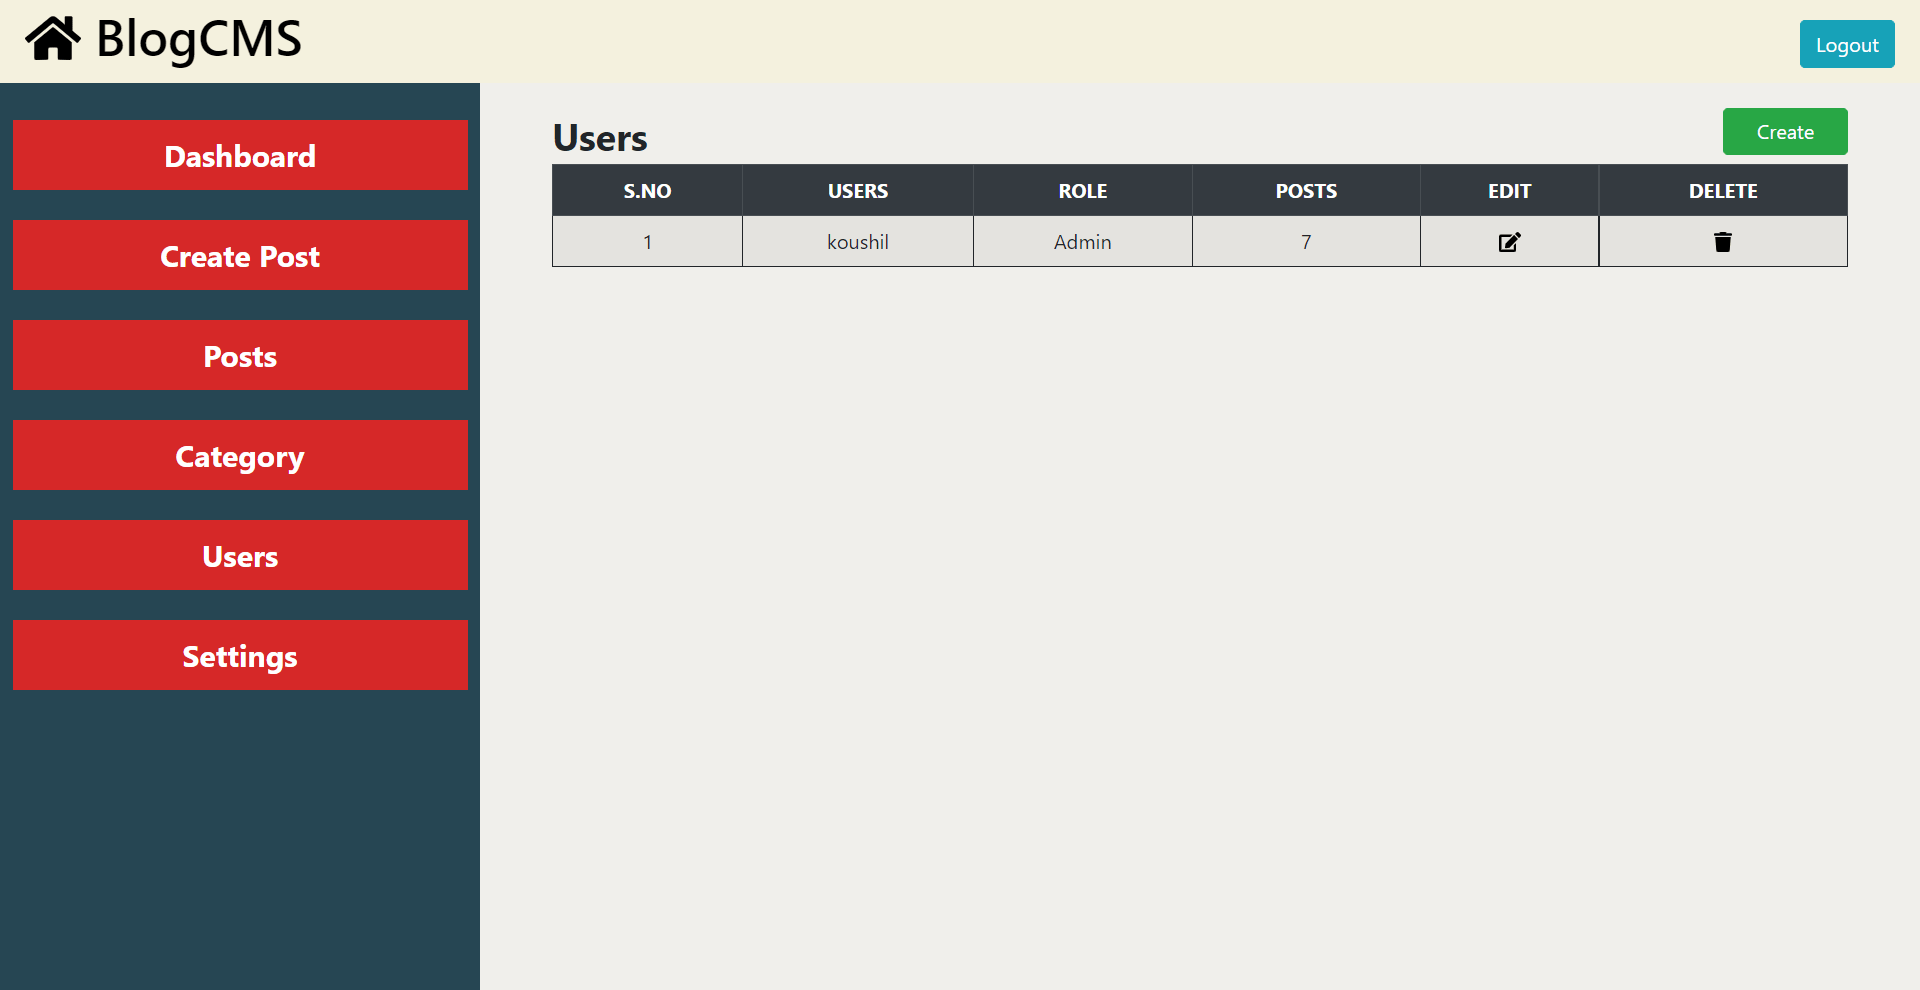 BlogCMS
Logout
Dashboard
Create Post
Posts
Category
Users
Settings
Users
Create
S.NO USERS ROLE POSTS EDIT DELETE
1 koushil Admin 7